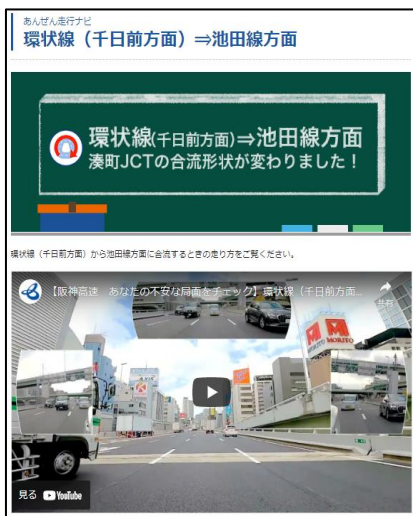 あんぜん走行ナビ
環状線（千日前方面）⇒池田線方面
環状線(千日前方面)⇒池田線方面
湊町JCTの合流形状が変わりました！
環状線（千日前方面）から池田線方面に合流するときの走り方をご覧ください。
【阪神高速　あなたの不安な局面をチェック】環状線（千日前方面...
共有
MORITO
見る YouTube